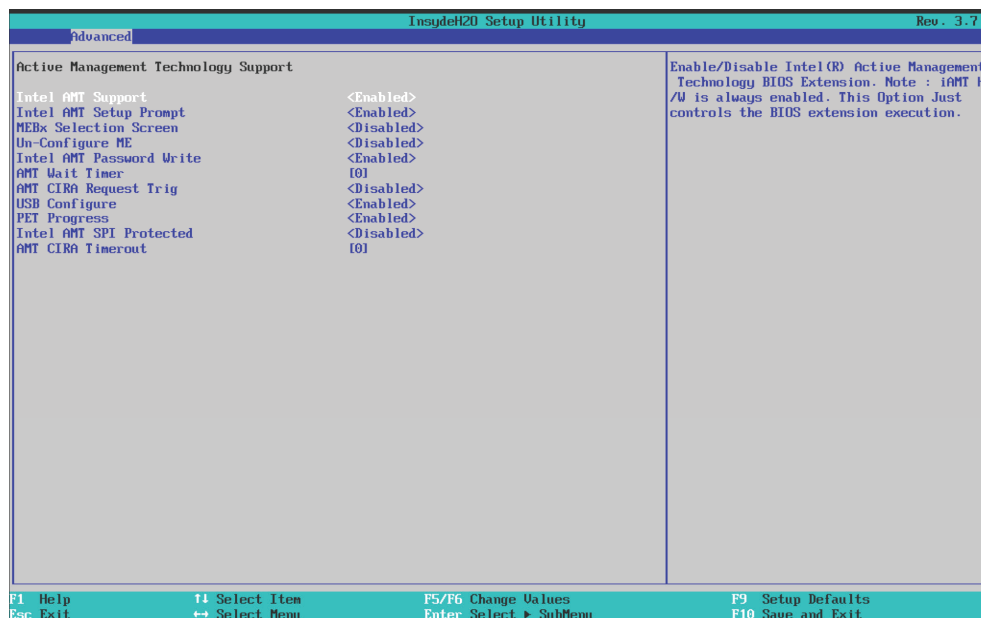 InsydeH2O Setup Utility Rev. 3.7
Advanced
Active Management Technology Support
Intel AMT Support <Enabled>
Intel AMT Setup Prompt <Enabled>
MEBx Selection Screen <Disabled>
Un-Configure ME <Disabled>
Intel AMT Password Write <Enabled>
AMT Wait Timer [0]
AMT CIRA Request Trig <Disabled>
USB Configure <Enabled>
PET Progress <Enabled>
Intel AMT SPI Protected <Disabled>
AMT CIRA Timerout [0]
Enable/Disable Intel(R) Active Management
Technology BIOS Extension. Note : iAMT H
/W is always enabled. This Option Just
controls the BIOS extension execution.
F1 Help ↑↓ Select Item F5/F6 Change Values F9 Setup Defaults
Esc Exit ↔ Select Menu Enter Select ► SubMenu F10 Save and Exit